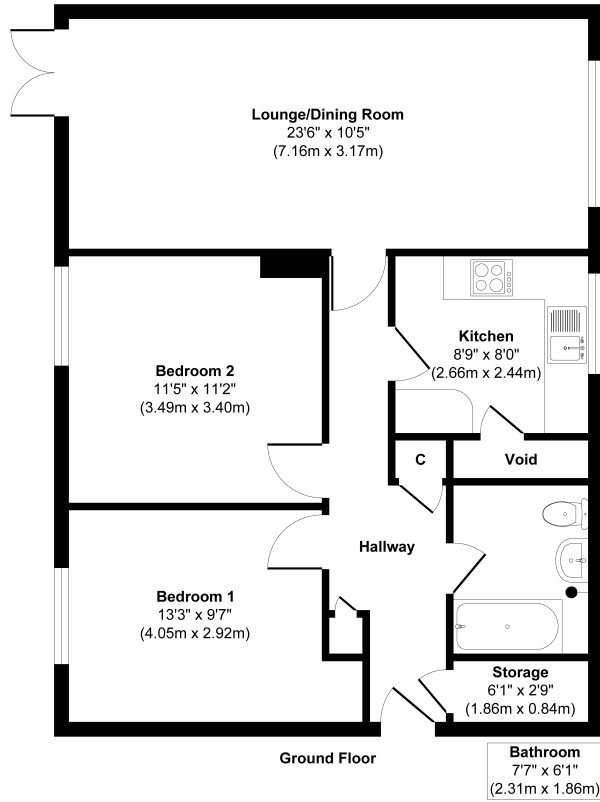 Lounge/Dining Room
23'6" x 10'5"
(7.16m x 3.17m)
Kitchen
8'9" x 8'0"
(2.66m x 2.44m)
Bedroom 2
11'5" x 11'2"
(3.49m x 3.40m)
C
Void
Hallway
Bedroom 1
13'3" x 9'7"
(4.05m x 2.92m)
Storage
6'1" x 2'9"
(1.86m x 0.84m)
Ground Floor
Bathroom
7'7" x 6'1"
(2.31m x 1.86m)